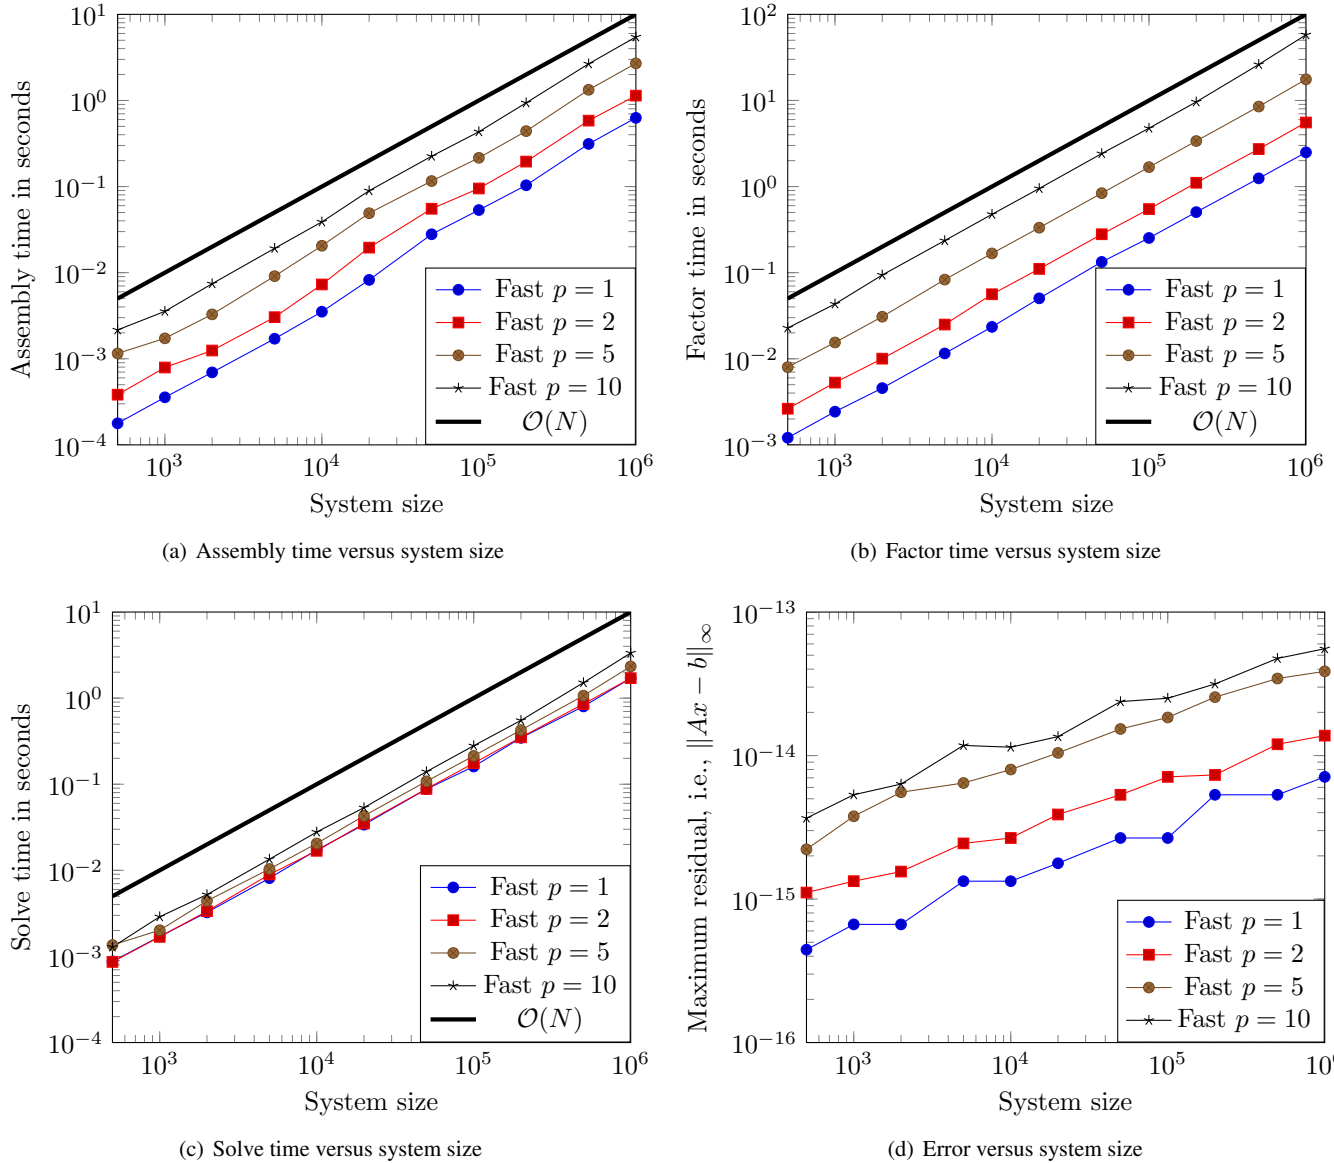 10^1
10^0
10^-1
10^-2
10^-3
10^-4
Assembly time in seconds
Fast p = 1
Fast p = 2
Fast p = 5
Fast p = 10
O(N)
10^3
10^4
10^5
10^6
System size
(a) Assembly time versus system size
10^2
10^1
10^0
10^-1
10^-2
10^-3
Factor time in seconds
Fast p = 1
Fast p = 2
Fast p = 5
Fast p = 10
O(N)
10^3
10^4
10^5
10^6
System size
(b) Factor time versus system size
10^1
10^0
10^-1
10^-2
10^-3
10^-4
Solve time in seconds
Fast p = 1
Fast p = 2
Fast p = 5
Fast p = 10
O(N)
10^3
10^4
10^5
10^6
System size
(c) Solve time versus system size
10^-13
10^-14
10^-15
10^-16
Maximum residual, i.e., ‖Ax − b‖∞
Fast p = 1
Fast p = 2
Fast p = 5
Fast p = 10
10^3
10^4
10^5
System size
(d) Error versus system size